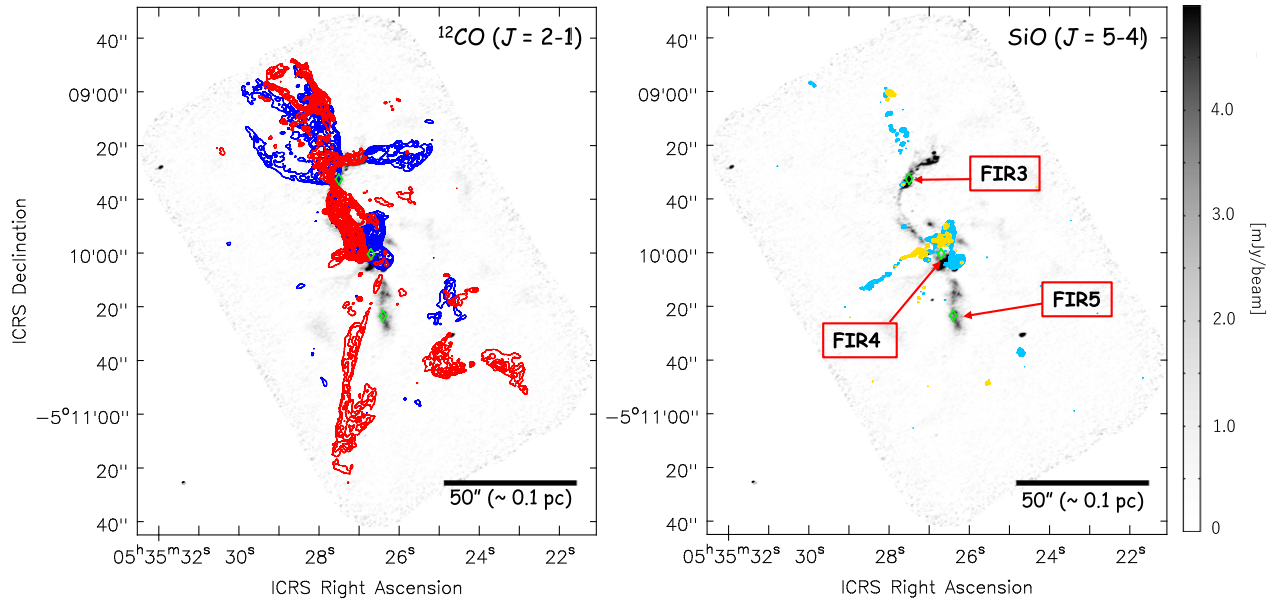 ¹²CO (J = 2-1)
40''
09'00''
20''
40''
10'00''
20''
40''
−5°11'00''
20''
40''
ICRS Declination
50'' (~ 0.1 pc)
05ʰ35ᵐ32ˢ
30ˢ
28ˢ
26ˢ
24ˢ
22ˢ
ICRS Right Ascension
SiO (J = 5-4)
40''
09'00''
20''
40''
10'00''
20''
40''
−5°11'00''
20''
40''
FIR3
FIR5
FIR4
50'' (~ 0.1 pc)
05ʰ35ᵐ32ˢ
30ˢ
28ˢ
26ˢ
24ˢ
22ˢ
ICRS Right Ascension
4.0
3.0
2.0
1.0
0
[mJy/beam]